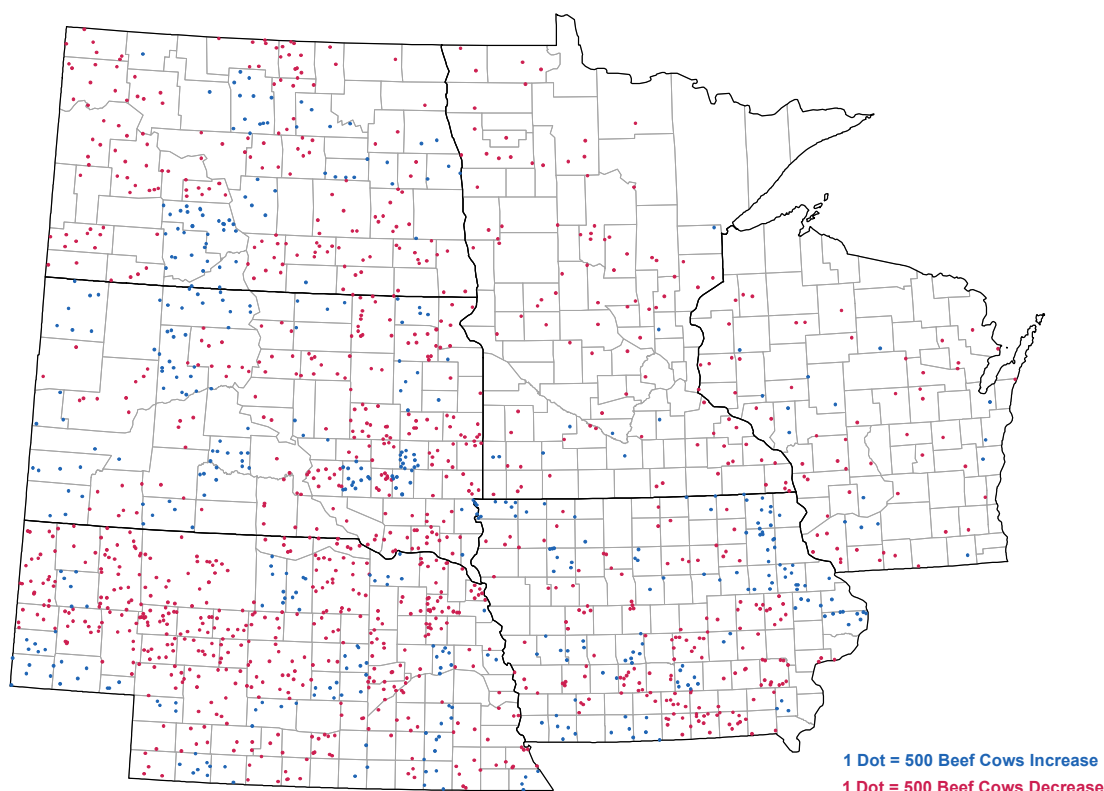 1 Dot = 500 Beef Cows Increase
1 Dot = 500 Beef Cows Decrease